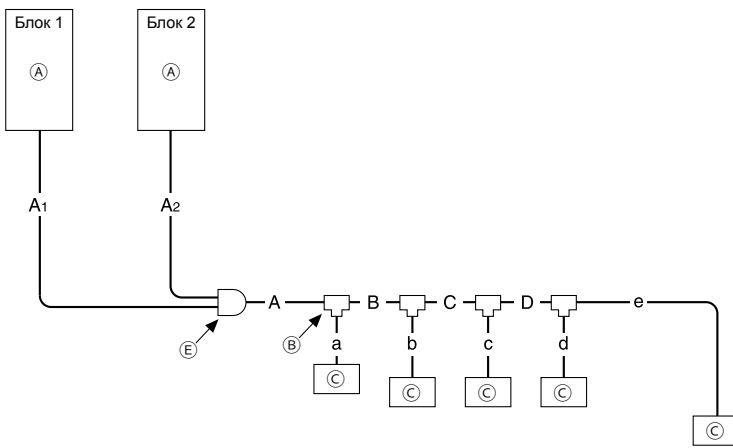 Блок 1 Блок 2
Ⓐ Ⓐ
A1 A2
A B C D e
Ⓔ Ⓑ a b c d
Ⓒ Ⓒ Ⓒ Ⓒ
Ⓒ